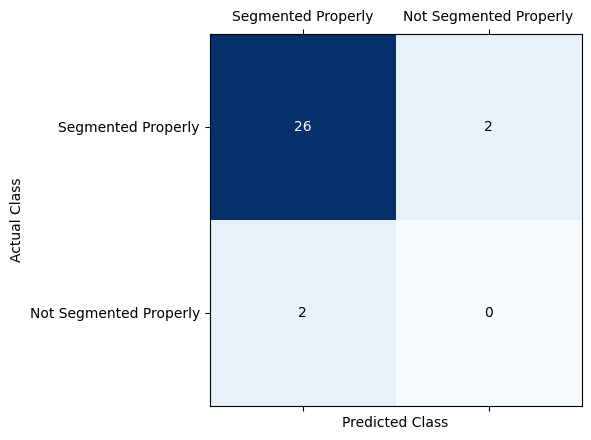 Segmented Properly Not Segmented Properly
Segmented Properly 26 2
Actual Class
Not Segmented Properly 2 0
Predicted Class